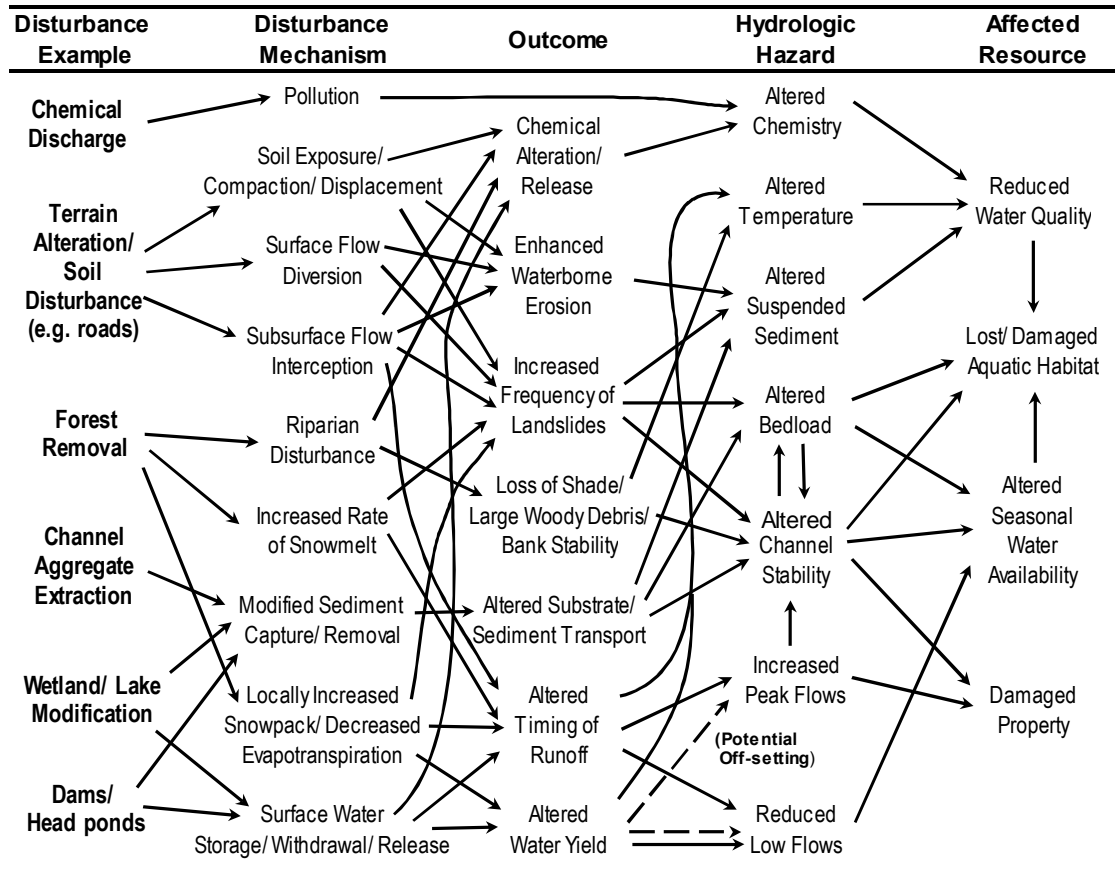 Disturbance
Example
Disturbance
Mechanism
Outcome
Hydrologic
Hazard
Affected
Resource
Chemical
Discharge
Terrain
Alteration/
Soil
Disturbance
(e.g. roads)
Forest
Removal
Channel
Aggregate
Extraction
Wetland/ Lake
Modification
Dams/
Head ponds
Pollution
Soil Exposure/
Compaction/ Displacement
Surface Flow
Diversion
Subsurface Flow
Interception
Riparian
Disturbance
Increased Rate
of Snowmelt
Modified Sediment
Capture/ Removal
Locally Increased
Snowpack/ Decreased
Evapotranspiration
Surface Water
Storage/ Withdrawal/ Release
Chemical
Alteration/
Release
Enhanced
Waterborne
Erosion
Increased
Frequency of
Landslides
Loss of Shade/
Large Woody Debris/
Bank Stability
Altered Substrate/
Sediment Transport
Altered
Timing of
Runoff
Altered
Water Yield
Altered
Chemistry
Altered
Temperature
Altered
Suspended
Sediment
Altered
Bedload
Altered
Channel
Stability
Increased
Peak Flows
(Potential
Off-setting)
Reduced
Low Flows
Reduced
Water Quality
Lost/ Damaged
Aquatic Habitat
Altered
Seasonal
Water
Availability
Damaged
Property